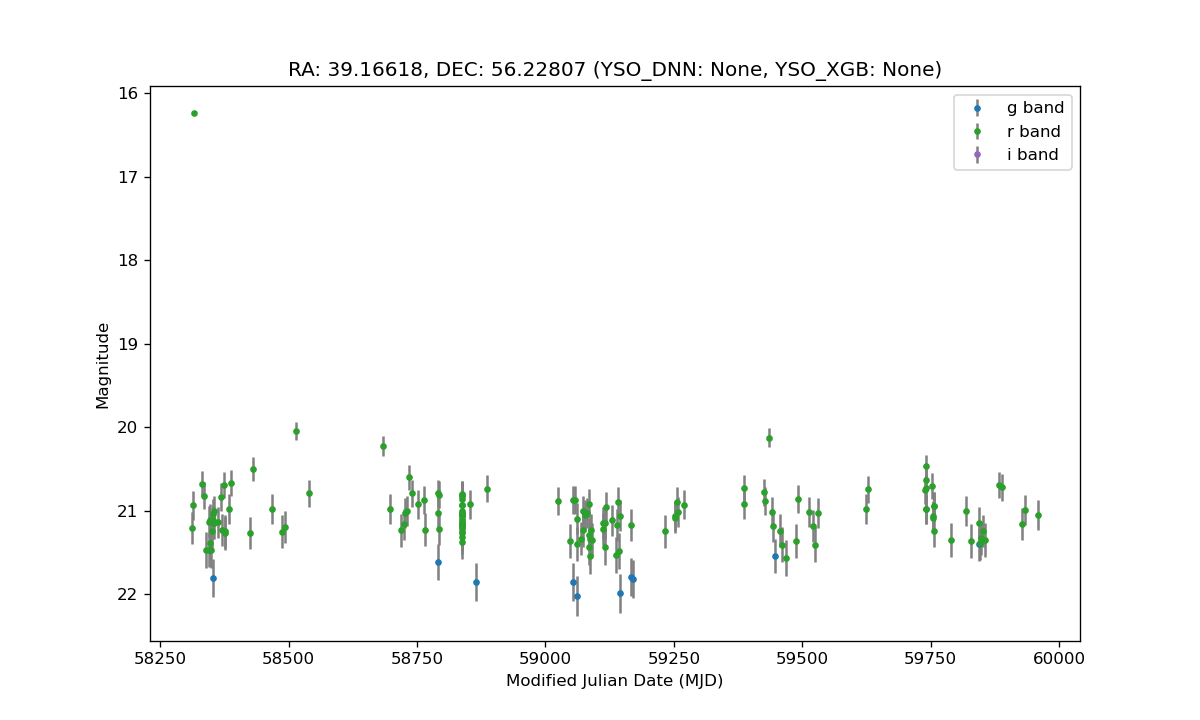 RA: 39.16618, DEC: 56.22807 (YSO_DNN: None, YSO_XGB: None)
g band
r band
i band
Magnitude
16
17
18
19
20
21
22
58250
58500
58750
59000
59250
59500
59750
60000
Modified Julian Date (MJD)